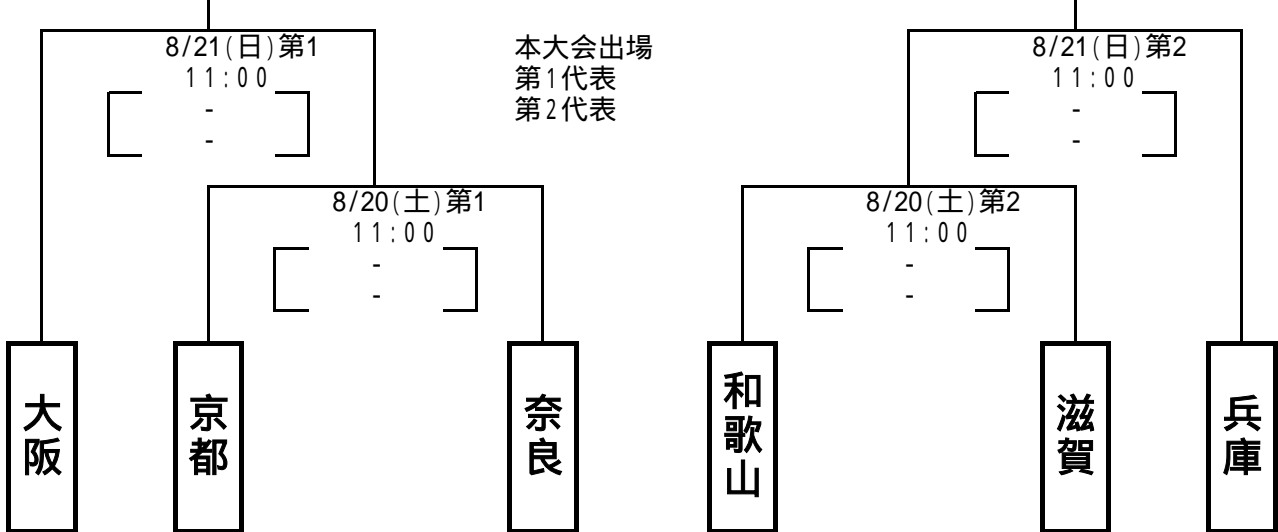 8/21(日)第1
11:00
-
-
本大会出場
第1代表
第2代表
8/21(日)第2
11:00
-
-
8/20(土)第1
11:00
-
-
8/20(土)第2
11:00
-
-
大阪
京都
奈良
和歌山
滋賀
兵庫